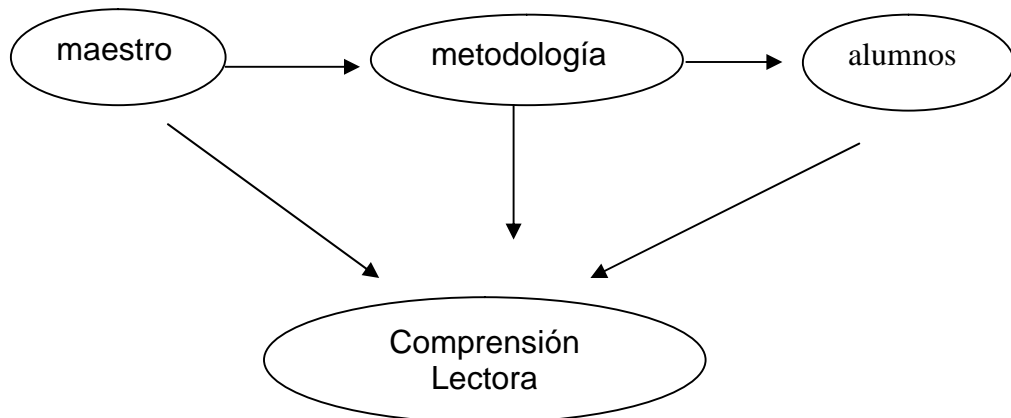 maestro
metodología
alumnos
Comprensión
Lectora